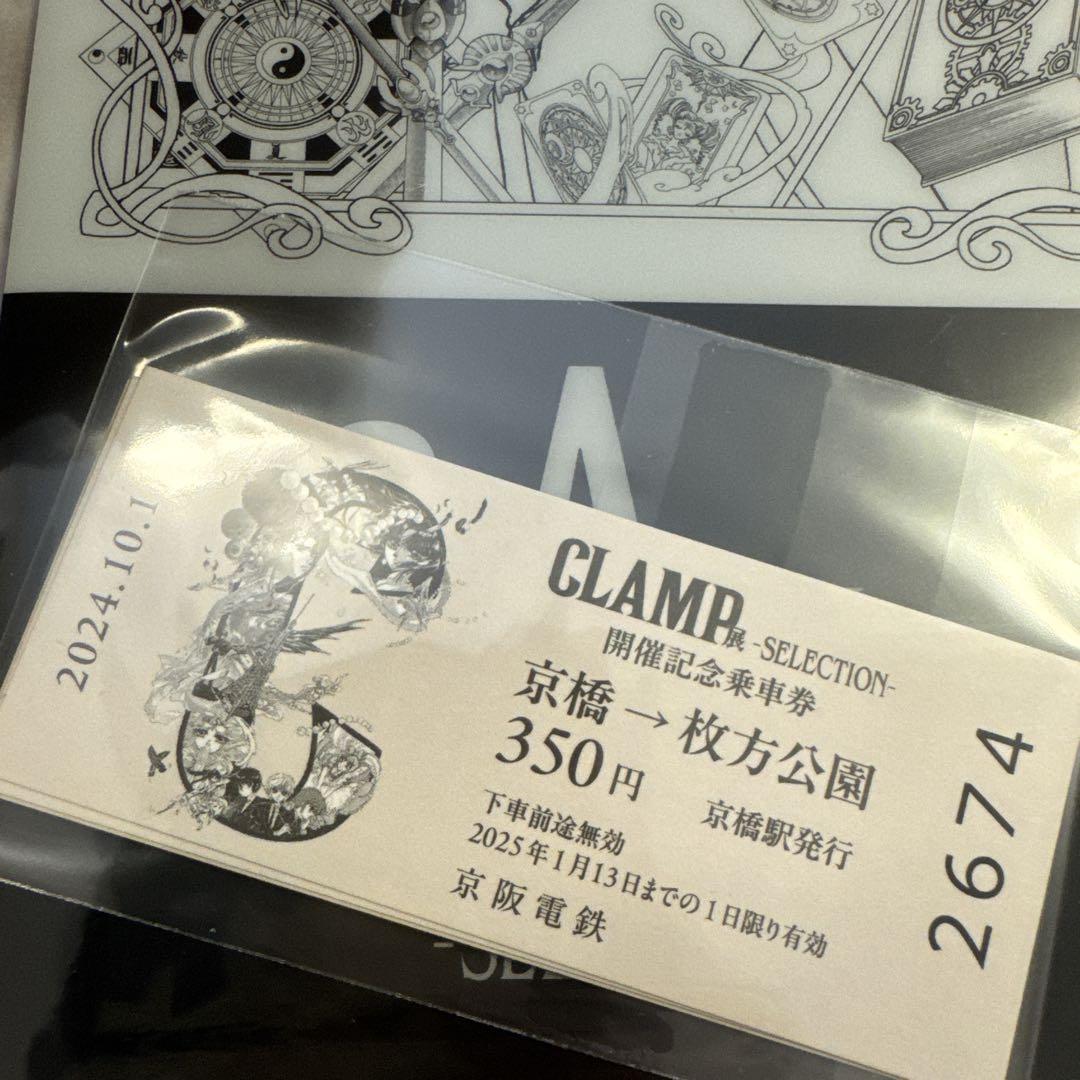 2024.10.1
CLAMP展 -SELECTION-
開催記念乗車券
京橋→枚方公園
350円
京橋駅発行
下車前途無効
2025年1月13日までの1日限り有効
京阪電鉄
2674